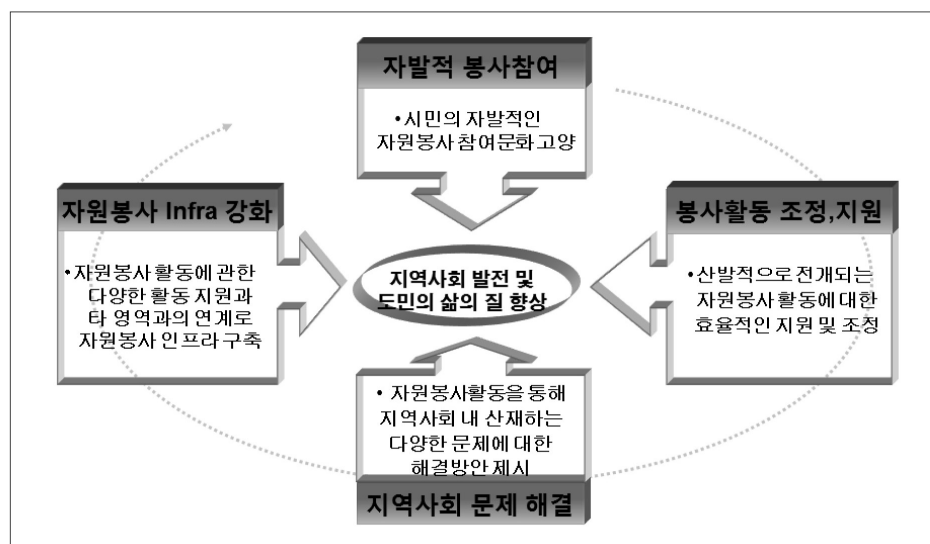 자발적 봉사참여
•시민의 자발적인
자원봉사 참여문화 고양
자원봉사 Infra 강화
•자원봉사 활동에 관한
다양한 활동 지원과
타 영역과의 연계로
자원봉사 인프라 구축
지역사회 발전 및
도민의 삶의 질 향상
봉사활동 조정,지원
•산발적으로 전개되는
자원봉사 활동에 대한
효율적인 지원 및 조정
• 자원봉사활동을 통해
지역사회 내 산재하는
다양한 문제에 대한
해결방안 제시
지역사회 문제 해결